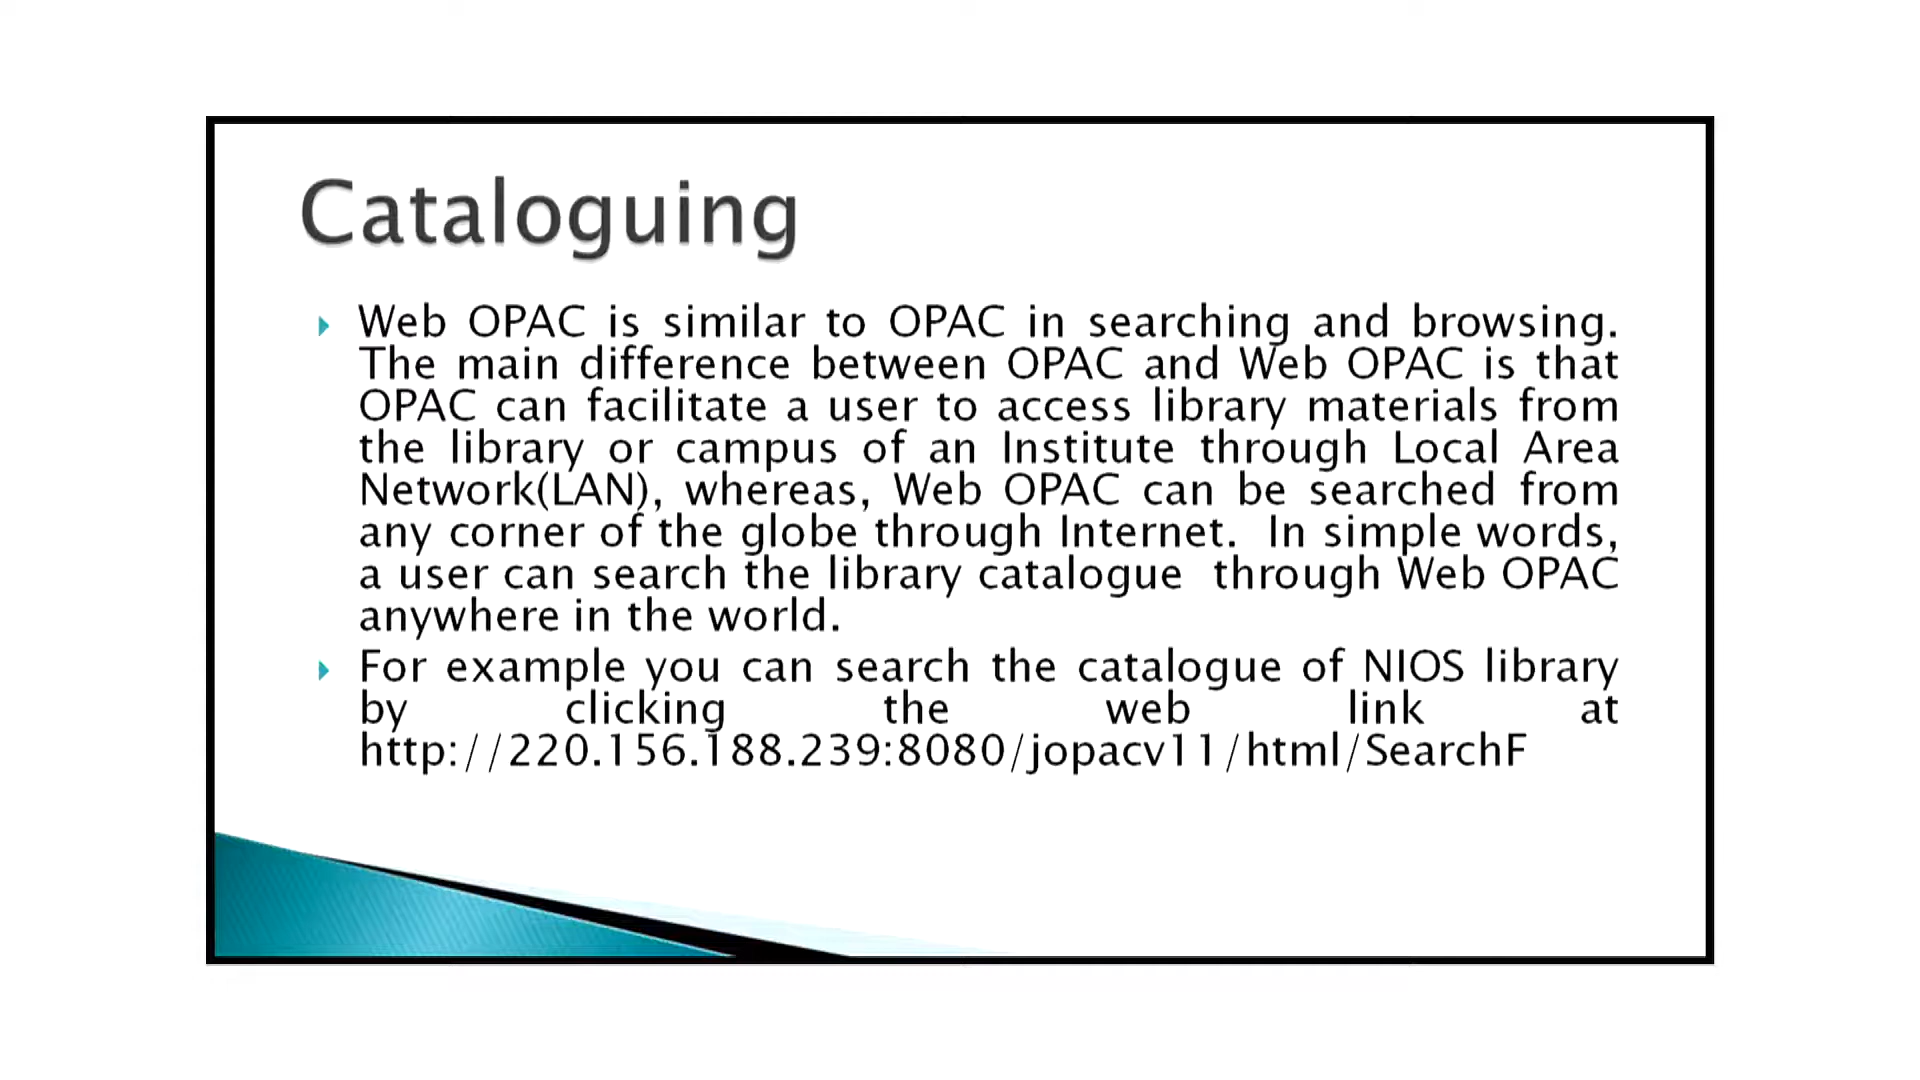 Cataloguing
Web OPAC is similar to OPAC in searching and browsing.
The main difference between OPAC and Web OPAC is that
OPAC can facilitate a user to access library materials from
the library or campus of an Institute through Local Area
Network(LAN), whereas, Web OPAC can be searched from
any corner of the globe through Internet. In simple words,
a user can search the library catalogue through Web OPAC
anywhere in the world.
For example you can search the catalogue of NIOS library
by clicking the web link at
http://220.156.188.239:8080/jopacv11/html/SearchF